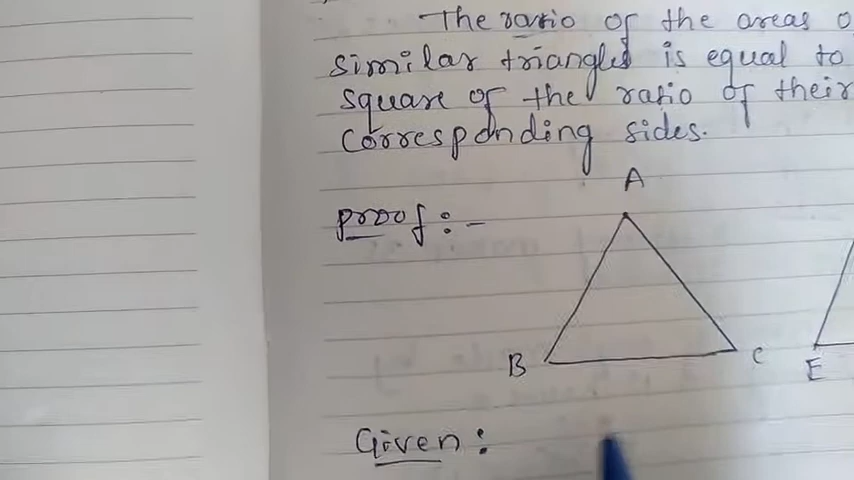 The ratio of the areas o
similar triangles is equal to
square of the ratio of their
corresponding sides.
A
Proof :-
B
C
E
Given :